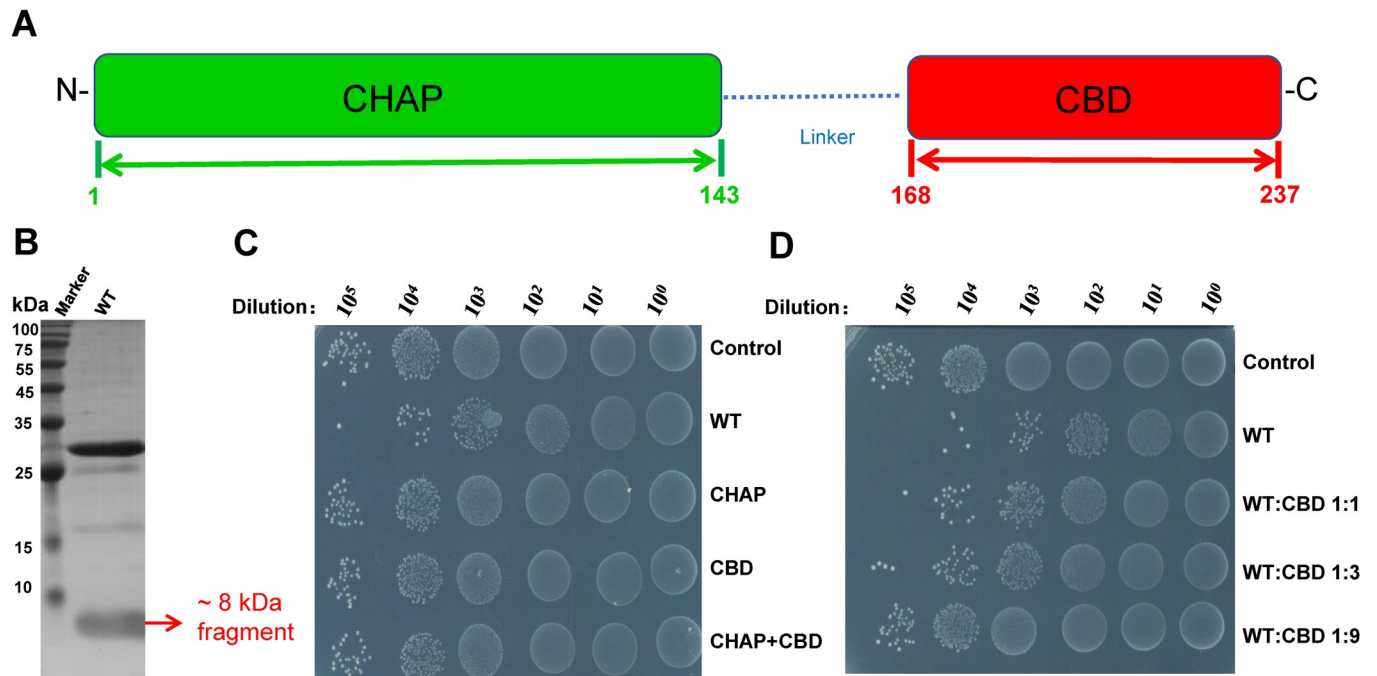 A
N-
CHAP
CBD
-C
Linker
1
143
168
237
B
kDa
Marker
WT
100
75
55
45
35
25
15
10
~ 8 kDa
fragment
C
Dilution:
10⁵ 10⁴ 10³ 10² 10¹ 10⁰
Control
WT
CHAP
CBD
CHAP+CBD
D
Dilution:
10⁵ 10⁴ 10³ 10² 10¹ 10⁰
Control
WT
WT:CBD 1:1
WT:CBD 1:3
WT:CBD 1:9